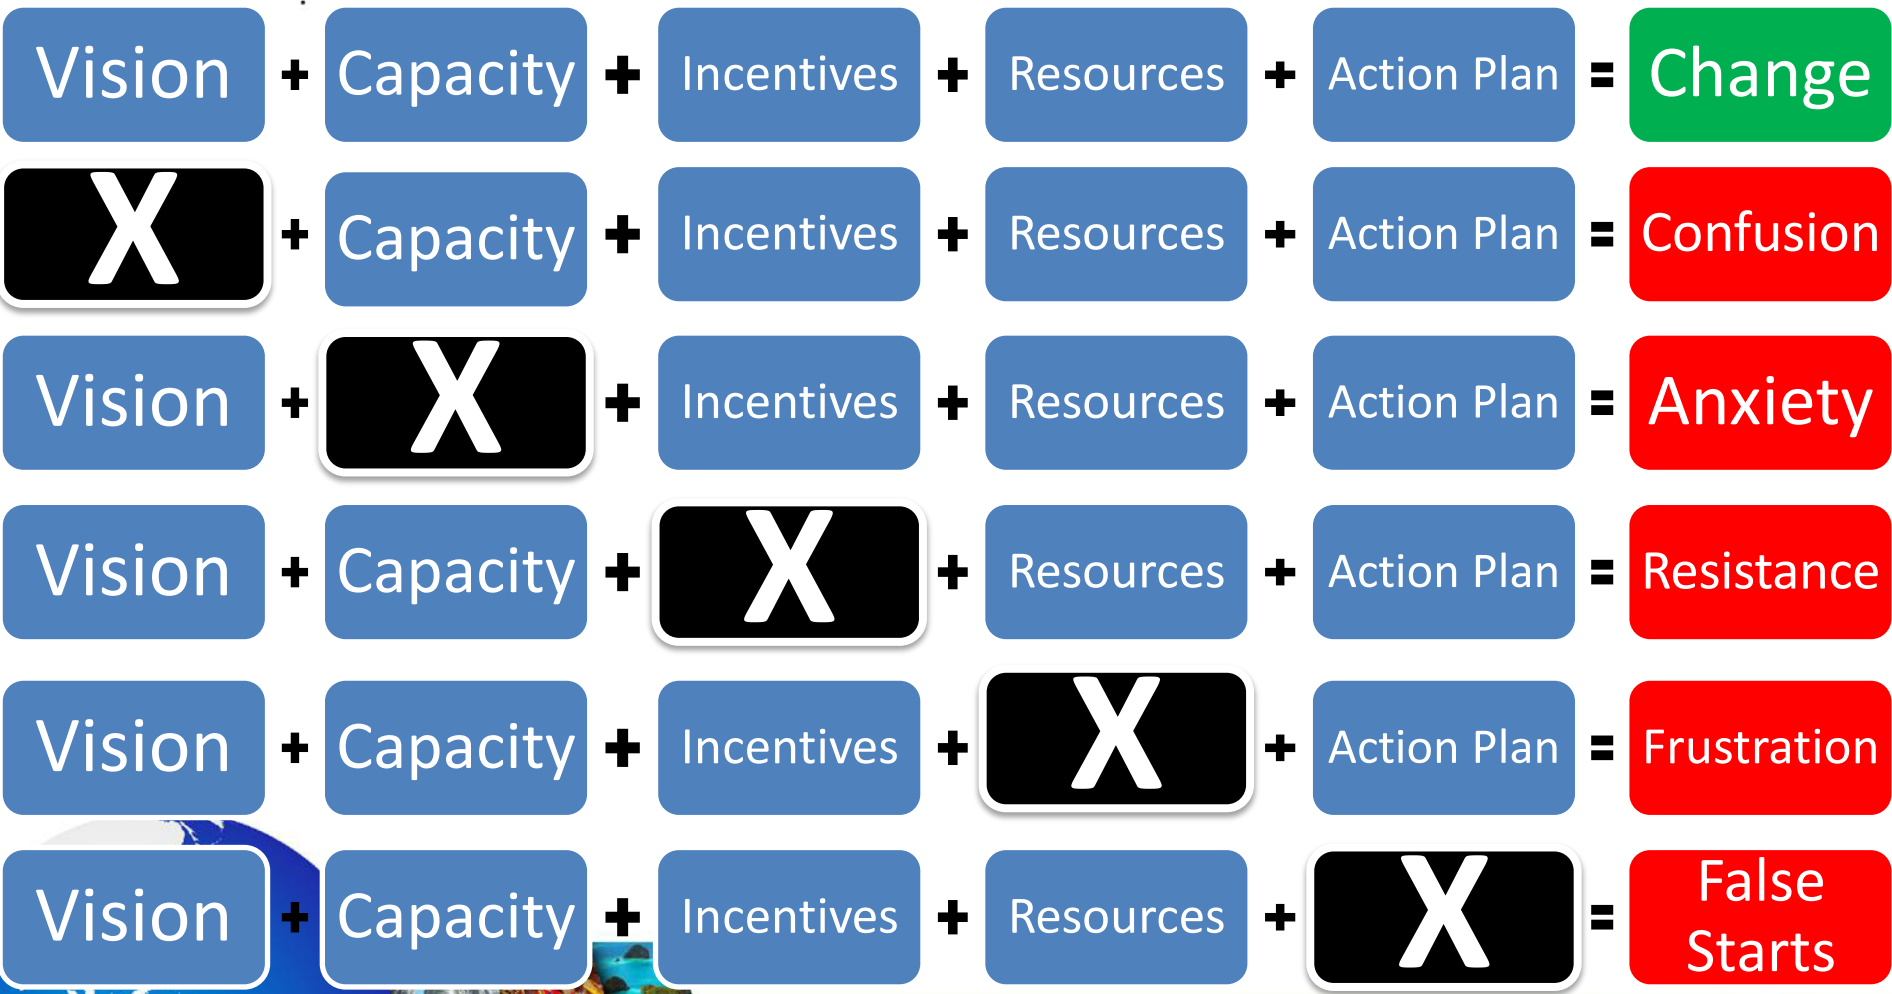 Vision + Capacity + Incentives + Resources + Action Plan = Change
X + Capacity + Incentives + Resources + Action Plan = Confusion
Vision + X + Incentives + Resources + Action Plan = Anxiety
Vision + Capacity + X + Resources + Action Plan = Resistance
Vision + Capacity + Incentives + X + Action Plan = Frustration
Vision + Capacity + Incentives + Resources + X = False
Starts